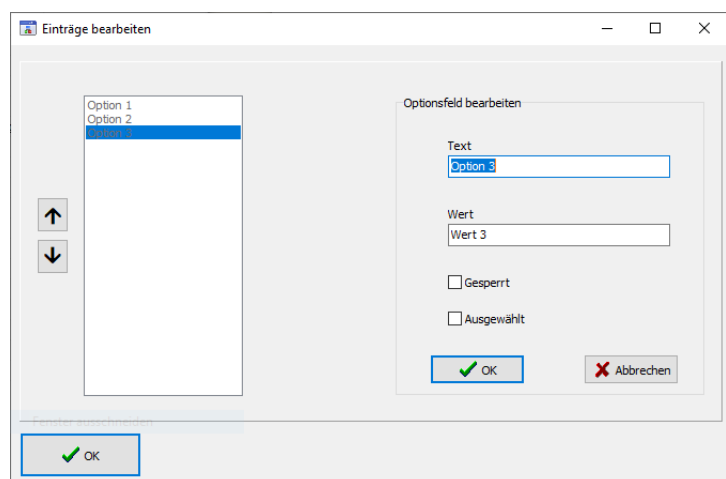 Einträge bearbeiten
Option 1
Option 2
Option 3
Optionsfeld bearbeiten
Text
Option 3
Wert
Wert 3
Gesperrt
Ausgewählt
OK
Abbrechen
Fenster ausschneiden
OK